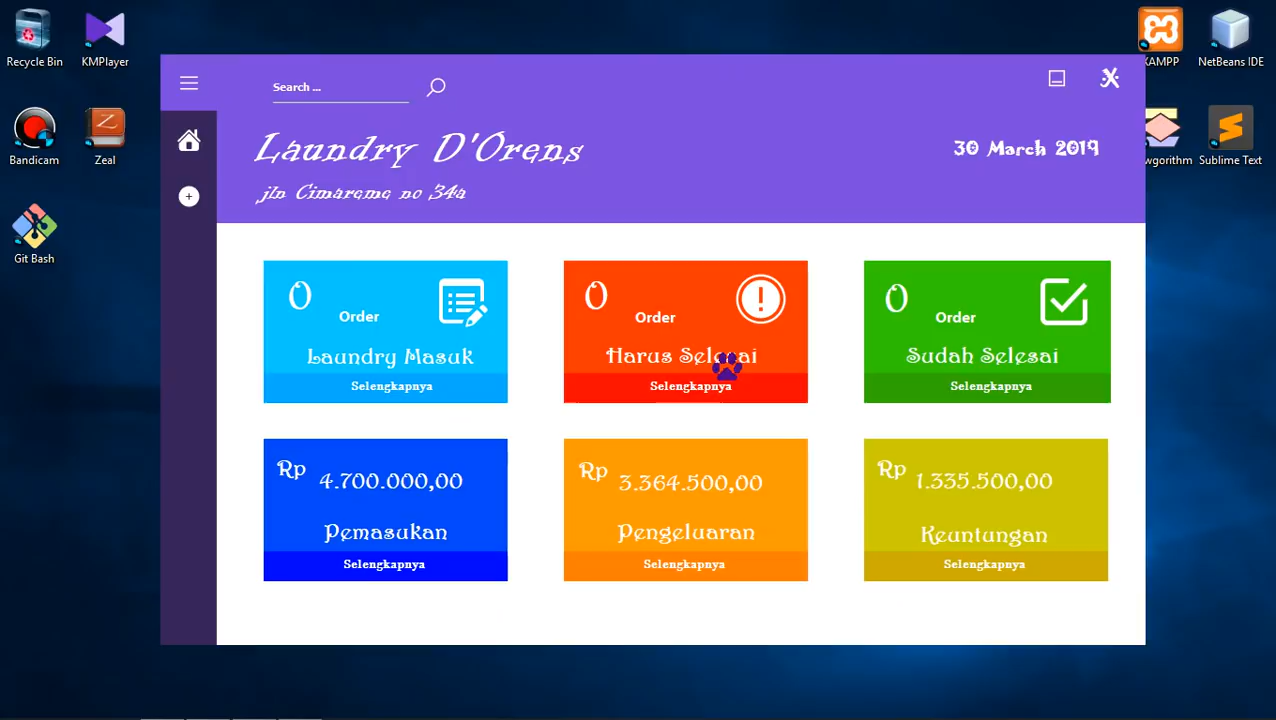 Recycle Bin
KMPlayer
XAMPP
NetBeans IDE
Bandicam
Zeal
wgorithm
Sublime Text
Git Bash
Search ...
Laundry D'Orens
30 March 2019
jln Cimareme no 34a
0 Order
Laundry Masuk
Selengkapnya
0 Order
Harus Selesai
Selengkapnya
0 Order
Sudah Selesai
Selengkapnya
Rp 4.700.000,00
Pemasukan
Selengkapnya
Rp 3.364.500,00
Pengeluaran
Selengkapnya
Rp 1.335.500,00
Keuntungan
Selengkapnya